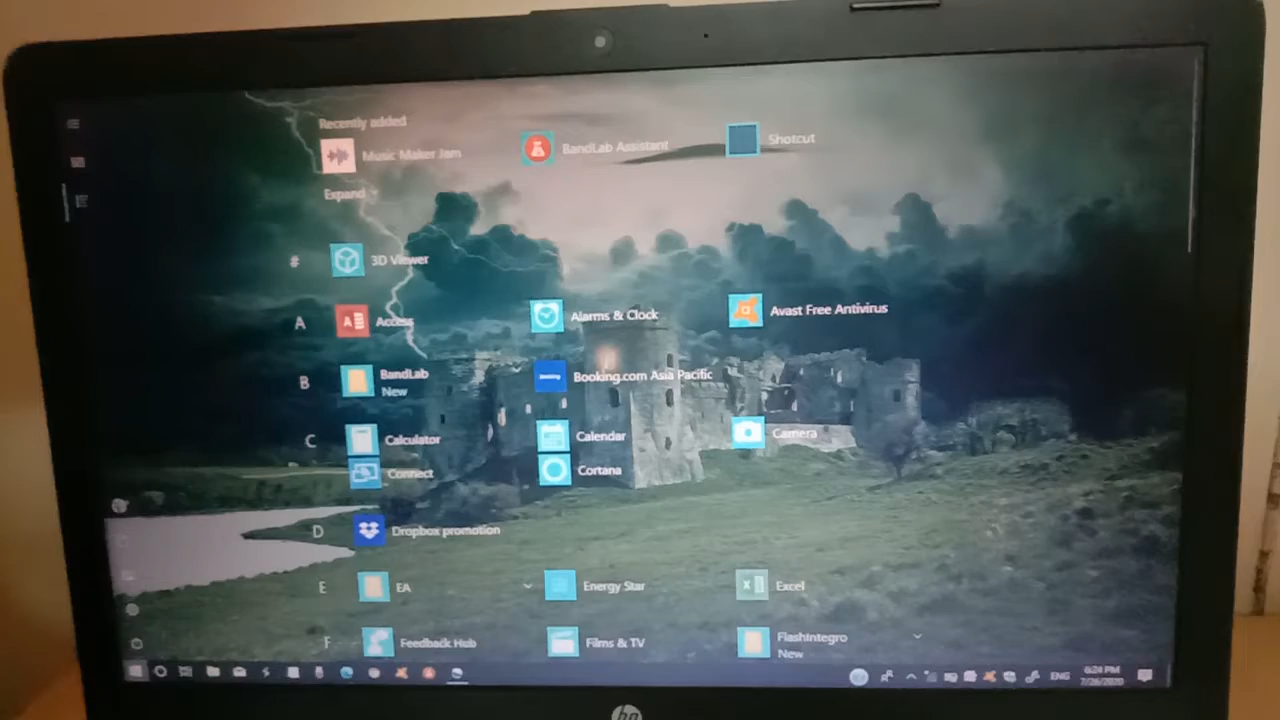 Recently added
Music Maker Jam
BandLab Assistant
Shotcut
Expand
#
3D Viewer
A
Access
Alarms & Clock
Avast Free Antivirus
B
BandLab
New
Booking.com Asia Pacific
C
Calculator
Calendar
Camera
Connect
Cortana
D
Dropbox promotion
E
EA
Energy Star
Excel
F
Feedback Hub
Films & TV
FlashIntegro
New
ENG
6:24 PM
7/26/2020
hp